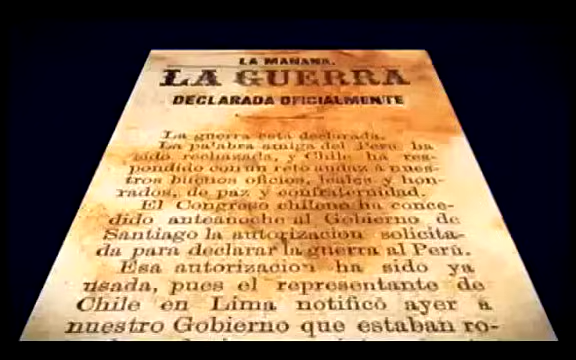 LA MAÑANA.
LA GUERRA
DECLARADA OFICIALMENTE
La guerra está declarada.
La palabra amiga del Perú ha
sido rechazada, y Chile ha res-
pondido con un reto audaz á nues-
tros buenos oficios, leales y hon-
rados, de paz y confraternidad.
El Congreso chileno ha conce-
dido anteanoche al Gobierno de
Santiago la autorizacion solicita-
da para declarar la guerra al Perú.
Esa autorizacion ha sido ya
usada, pues el representante de
Chile en Lima notificó ayer á
nuestro Gobierno que estaban ro-